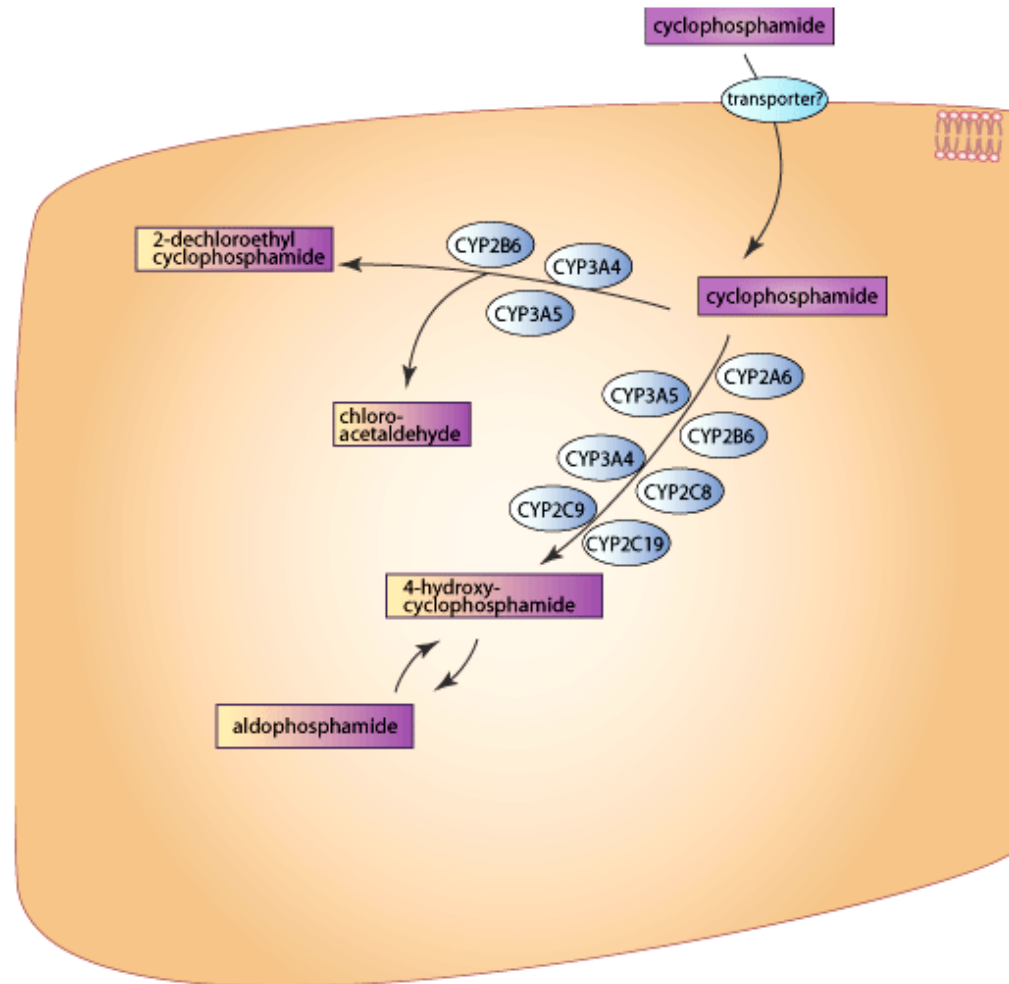 cyclophosphamide
transporter?
2-dechloroethyl
cyclophosphamide
CYP2B6
CYP3A4
CYP3A5
cyclophosphamide
chloro-
acetaldehyde
CYP2A6
CYP3A5
CYP2B6
CYP3A4
CYP2C8
CYP2C9
CYP2C19
4-hydroxy-
cyclophosphamide
aldophosphamide